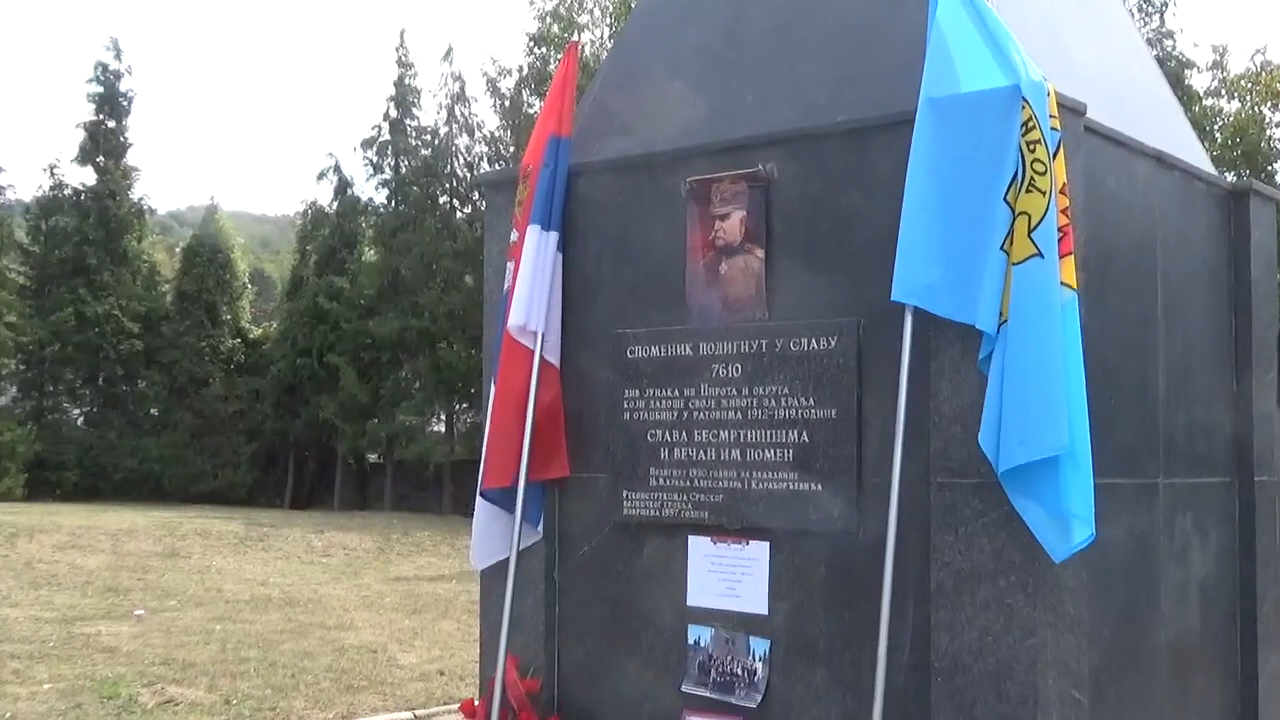 СПОМЕНИК ПОДИГНУТ У СЛАВУ
7610
ДИВ ЈУНАКА ИЗ ПИРОТА И ОКРУГА
КОЈИ ДАДОШЕ СВОЈЕ ЖИВОТЕ ЗА КРАЉА
И ОТАЏБИНУ У РАТОВИМА 1912-1919.ГОДИНЕ
СЛАВА БЕСМРТНИЦИМА
И ВЕЧАН ИМ ПОМЕН
ПОДИГНУТ 1930.ГОДИНЕ ЗА ВЛАДАВИНЕ
Њ.В.КРАЉА АЛЕКСАНДРА I КАРАЂОРЂЕВИЋА
РЕКОНСТРУКЦИЈА СРПСКОГ
ВОЈНИЧКОГ ГРОБЉА
ИЗВРШЕНА 1997.ГОДИНЕ